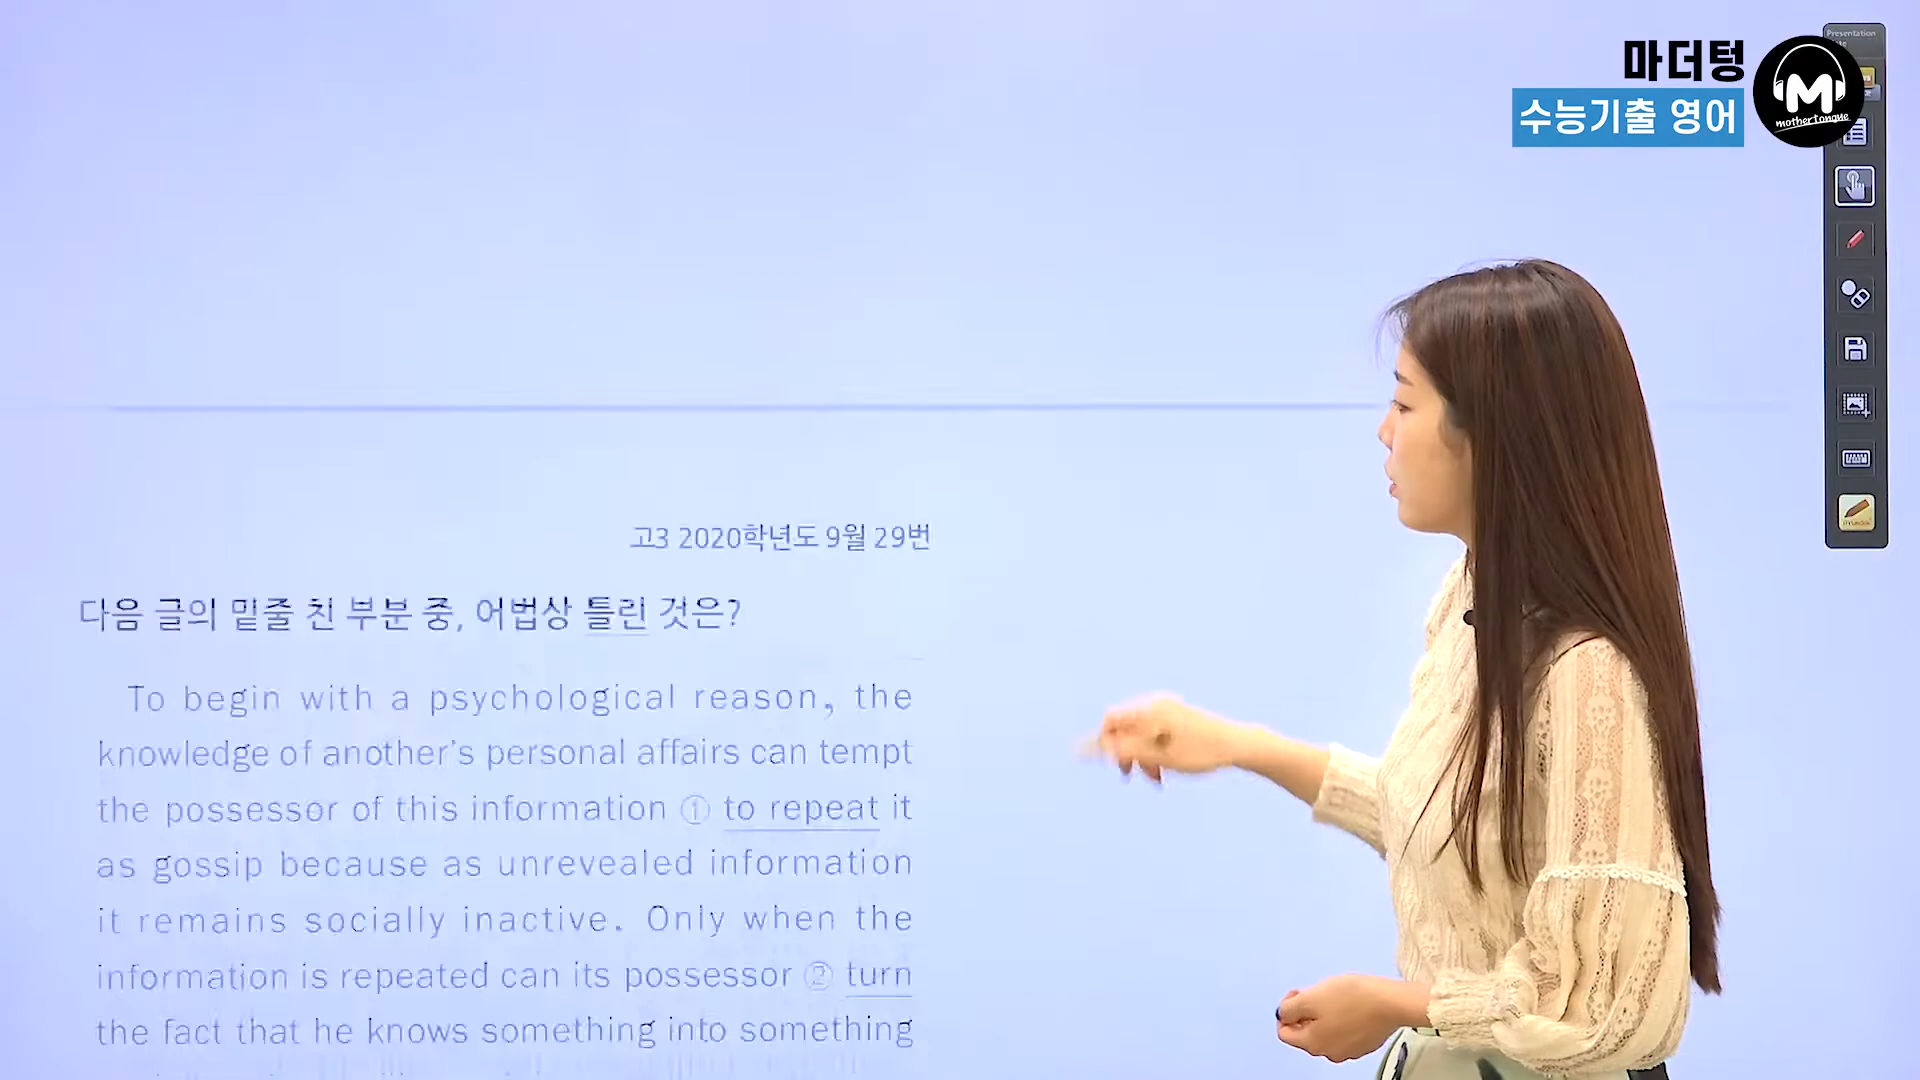 Presentation
마더텅
수능기출 영어
M
mothertongue
고3 2020학년도 9월 29번
다음 글의 밑줄 친 부분 중, 어법상 틀린 것은?
To begin with a psychological reason, the
knowledge of another's personal affairs can tempt
the possessor of this information ① to repeat it
as gossip because as unrevealed information
it remains socially inactive. Only when the
information is repeated can its possessor ② turn
the fact that he knows something into something